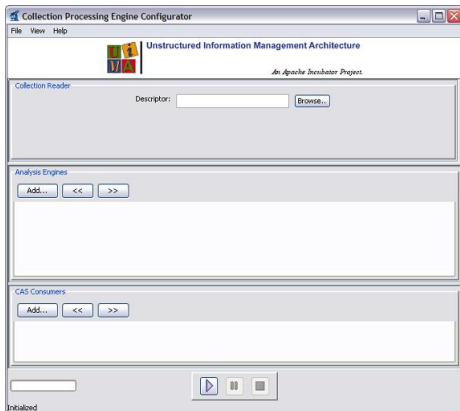 Collection Processing Engine Configurator
File View Help
U i M A
Unstructured Information Management Architecture
An Apache Incubator Project.
Collection Reader
Descriptor:
Browse...
Analysis Engines
Add... << >>
CAS Consumers
Add... << >>
Initialized